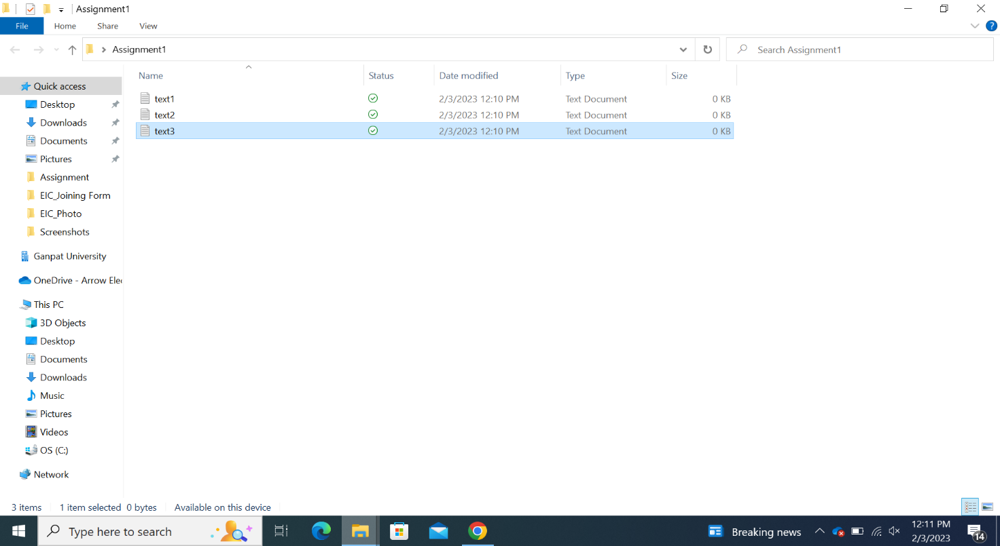 Assignment1
File Home Share View
?
Assignment1 Search Assignment1
Name Status Date modified Type Size
text1 2/3/2023 12:10 PM Text Document 0 KB
text2 2/3/2023 12:10 PM Text Document 0 KB
text3 2/3/2023 12:10 PM Text Document 0 KB
Quick access
Desktop
Downloads
Documents
Pictures
Assignment
EIC_Joining Form
EIC_Photo
Screenshots
Ganpat University
OneDrive - Arrow Elec
This PC
3D Objects
Desktop
Documents
Downloads
Music
Pictures
Videos
OS (C:)
Network
3 items 1 item selected 0 bytes Available on this device
Type here to search
Breaking news
12:11 PM
2/3/2023
14